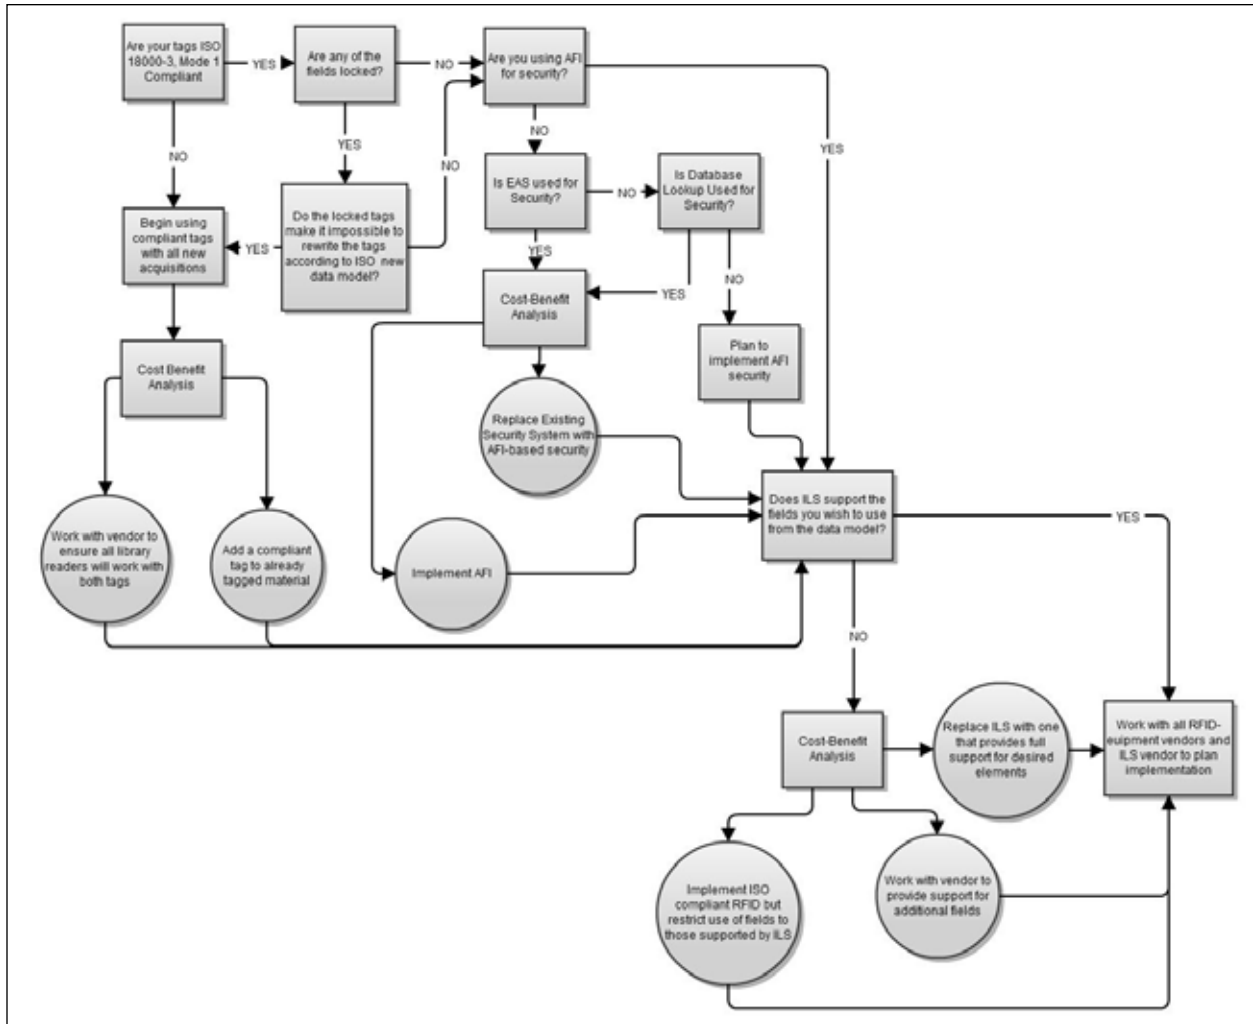 Are your tags ISO
18000-3, Mode 1
Compliant
YES
Are any of the
fields locked?
NO
Are you using AFI
for security?
YES
NO
YES
NO
NO
Is EAS used for
Security?
NO
Is Database
Lookup Used for
Security?
Begin using
compliant tags
with all new
acquisitions
YES
Do the locked tags
make it impossible to
rewrite the tags
according to ISO new
data model?
YES
YES
NO
Cost-Benefit
Analysis
Plan to
implement AFI
security
Cost Benefit
Analysis
Replace Existing
Security System with
AFI-based security
Does ILS support the
fields you wish to use
from the data model?
YES
Work with vendor to
ensure all library
readers will work with
both tags
Add a compliant
tag to already
tagged material
Implement AFI
NO
Cost-Benefit
Analysis
Replace ILS with one
that provides full
support for desired
elements
Work with all RFID-
euipment vendors and
ILS vendor to plan
implementation
Implement ISO
compliant RFID but
restrict use of fields to
those supported by ILS
Work with vendor to
provide support for
additional fields